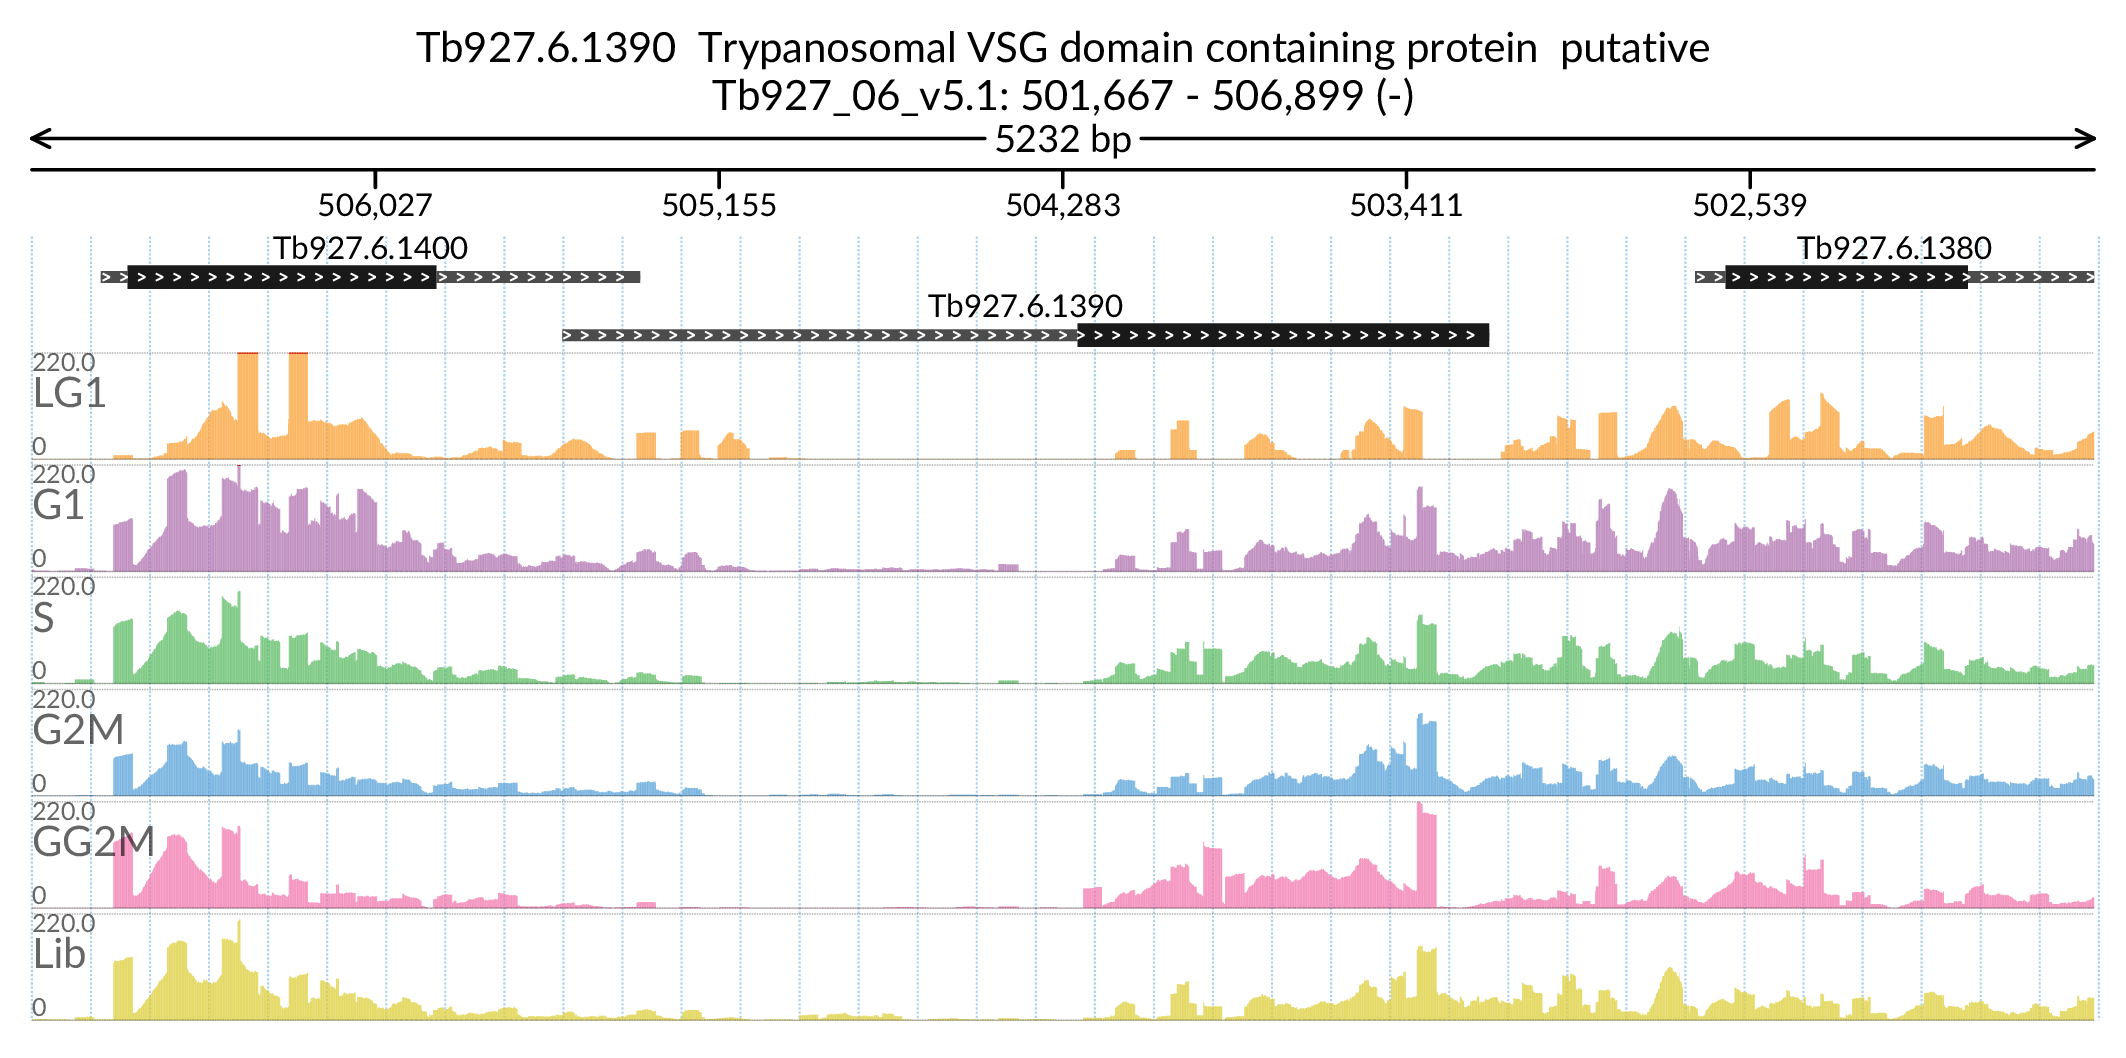 Tb927.6.1390 Trypanosomal VSG domain containing protein putative
Tb927_06_v5.1: 501,667 - 506,899 (-)
5232 bp
506,027 505,155 504,283 503,411 502,539
Tb927.6.1400 Tb927.6.1380
Tb927.6.1390
220.0
LG1
0
220.0
G1
0
220.0
S
0
220.0
G2M
0
220.0
GG2M
0
220.0
Lib
0